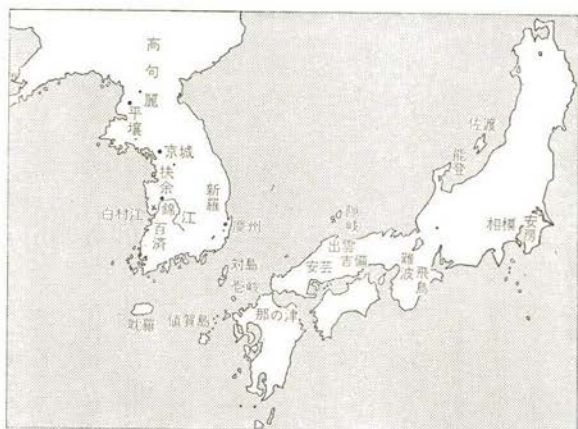 高句麗
平壤
京城
扶余
錦江
白村江
百済
新羅
慶州
対島
壱岐
耽羅
値賀島
那の津
隠岐
出雲
安芸
吉備
難波
飛鳥
佐渡
能登
相模
安房